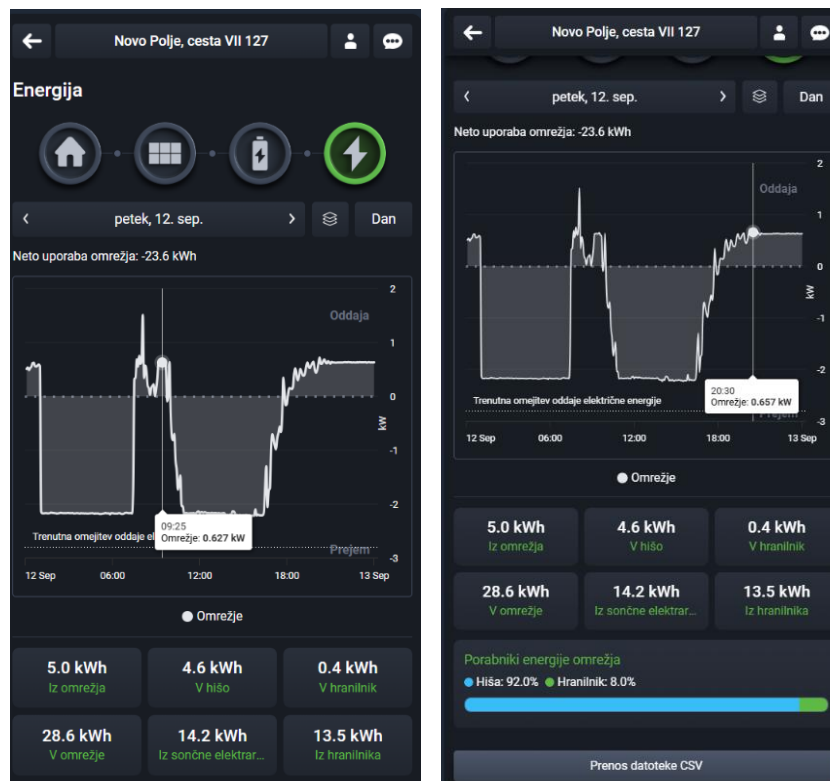 Novo Polje, cesta VII 127
Energija
petek, 12. sep.
Dan
Neto uporaba omrežja: -23.6 kWh
2
Oddaja
1
0
kW
-1
-2
09:25
Omrežje: 0.627 kW
Trenutna omejitev oddaje el
Prejem
-3
12 Sep 06:00 12:00 18:00 13 Sep
Omrežje
5.0 kWh 4.6 kWh 0.4 kWh
Iz omrežja V hišo V hranilnik
28.6 kWh 14.2 kWh 13.5 kWh
V omrežje Iz sončne elektrar... Iz hranilnika
Novo Polje, cesta VII 127
petek, 12. sep.
Dan
Neto uporaba omrežja: -23.6 kWh
2
Oddaja
1
0
kW
-1
-2
20:30
Omrežje: 0.657 kW
Trenutna omejitev oddaje električne energije
Prejem
-3
12 Sep 06:00 12:00 18:00 13 Sep
Omrežje
5.0 kWh 4.6 kWh 0.4 kWh
Iz omrežja V hišo V hranilnik
28.6 kWh 14.2 kWh 13.5 kWh
V omrežje Iz sončne elektrar... Iz hranilnika
Porabniki energije omrežja
Hiša: 92.0% Hranilnik: 8.0%
Prenos datoteke CSV